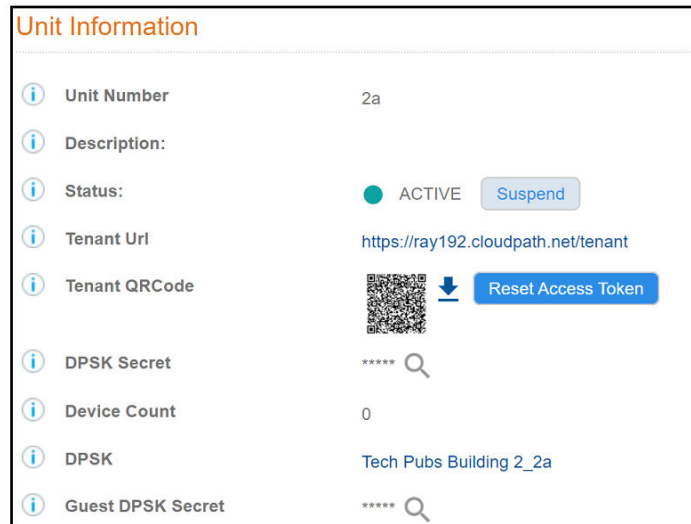 Unit Information
Unit Number 2a
Description:
Status: ACTIVE Suspend
Tenant Url https://ray192.cloudpath.net/tenant
Tenant QRCode Reset Access Token
DPSK Secret *****
Device Count 0
DPSK Tech Pubs Building 2_2a
Guest DPSK Secret *****